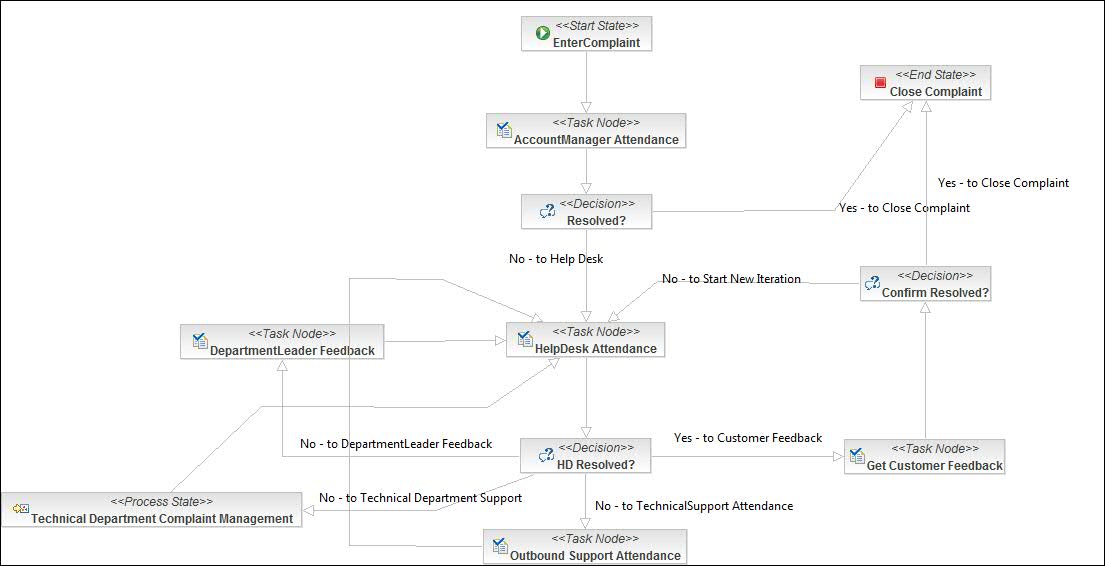 <<Start State>>
EnterComplaint
<<End State>>
Close Complaint
<<Task Node>>
AccountManager Attendance
Yes - to Close Complaint
<<Decision>>
Resolved?
Yes - to Close Complaint
No - to Help Desk
<<Decision>>
Confirm Resolved?
No - to Start New Iteration
<<Task Node>>
DepartmentLeader Feedback
<<Task Node>>
HelpDesk Attendance
No - to DepartmentLeader Feedback
<<Decision>>
HD Resolved?
Yes - to Customer Feedback
<<Task Node>>
Get Customer Feedback
No - to Technical Department Support
<<Process State>>
Technical Department Complaint Management
No - to TechnicalSupport Attendance
<<Task Node>>
Outbound Support Attendance